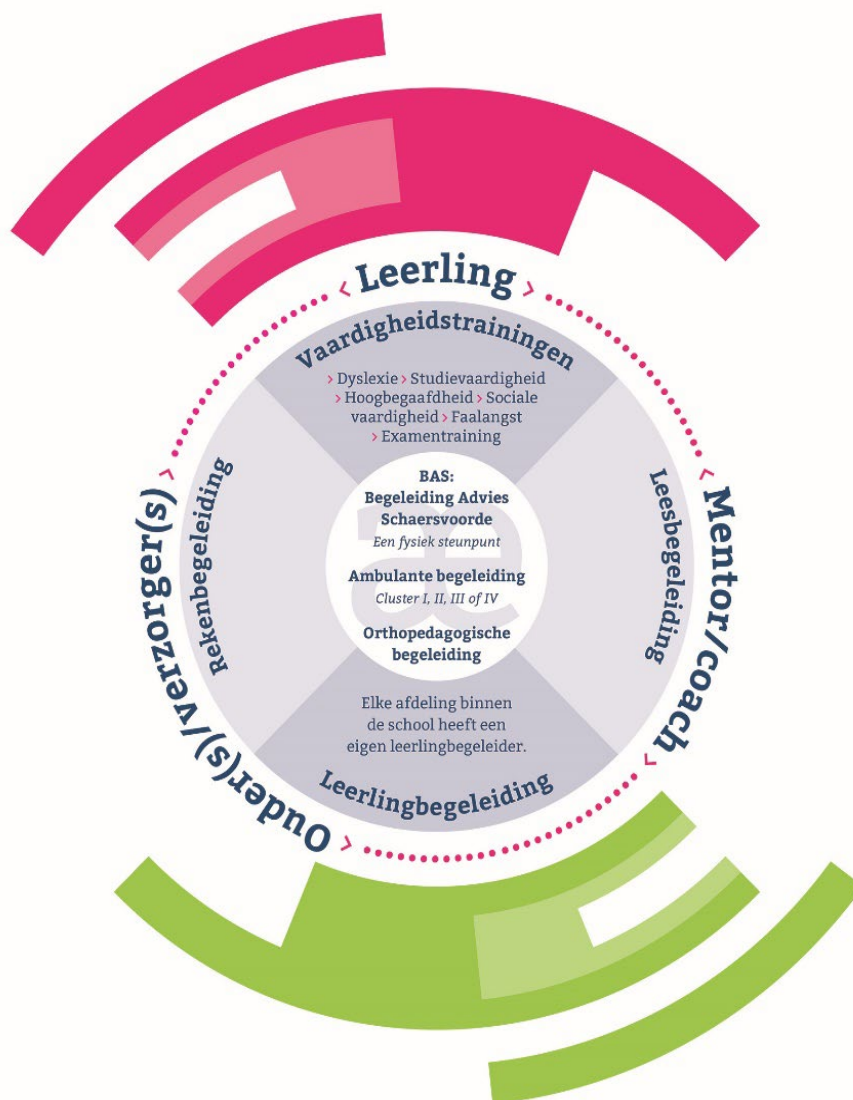 ‹ Leerling ›
Vaardigheidstrainingen
› Dyslexie › Studievaardigheid
› Hoogbegaafdheid › Sociale
vaardigheid › Faalangst
› Examentraining
Rekenbegeleiding
Ouder(s)/verzorger(s)
BAS:
Begeleiding Advies
Schaersvoorde
Een fysiek steunpunt
Ambulante begeleiding
Cluster I, II, III of IV
Orthopedagogische
begeleiding
æ
Leesbegeleiding
Mentor/coach
Elke afdeling binnen
de school heeft een
eigen leerlingbegeleider.
Leerlingbegeleiding